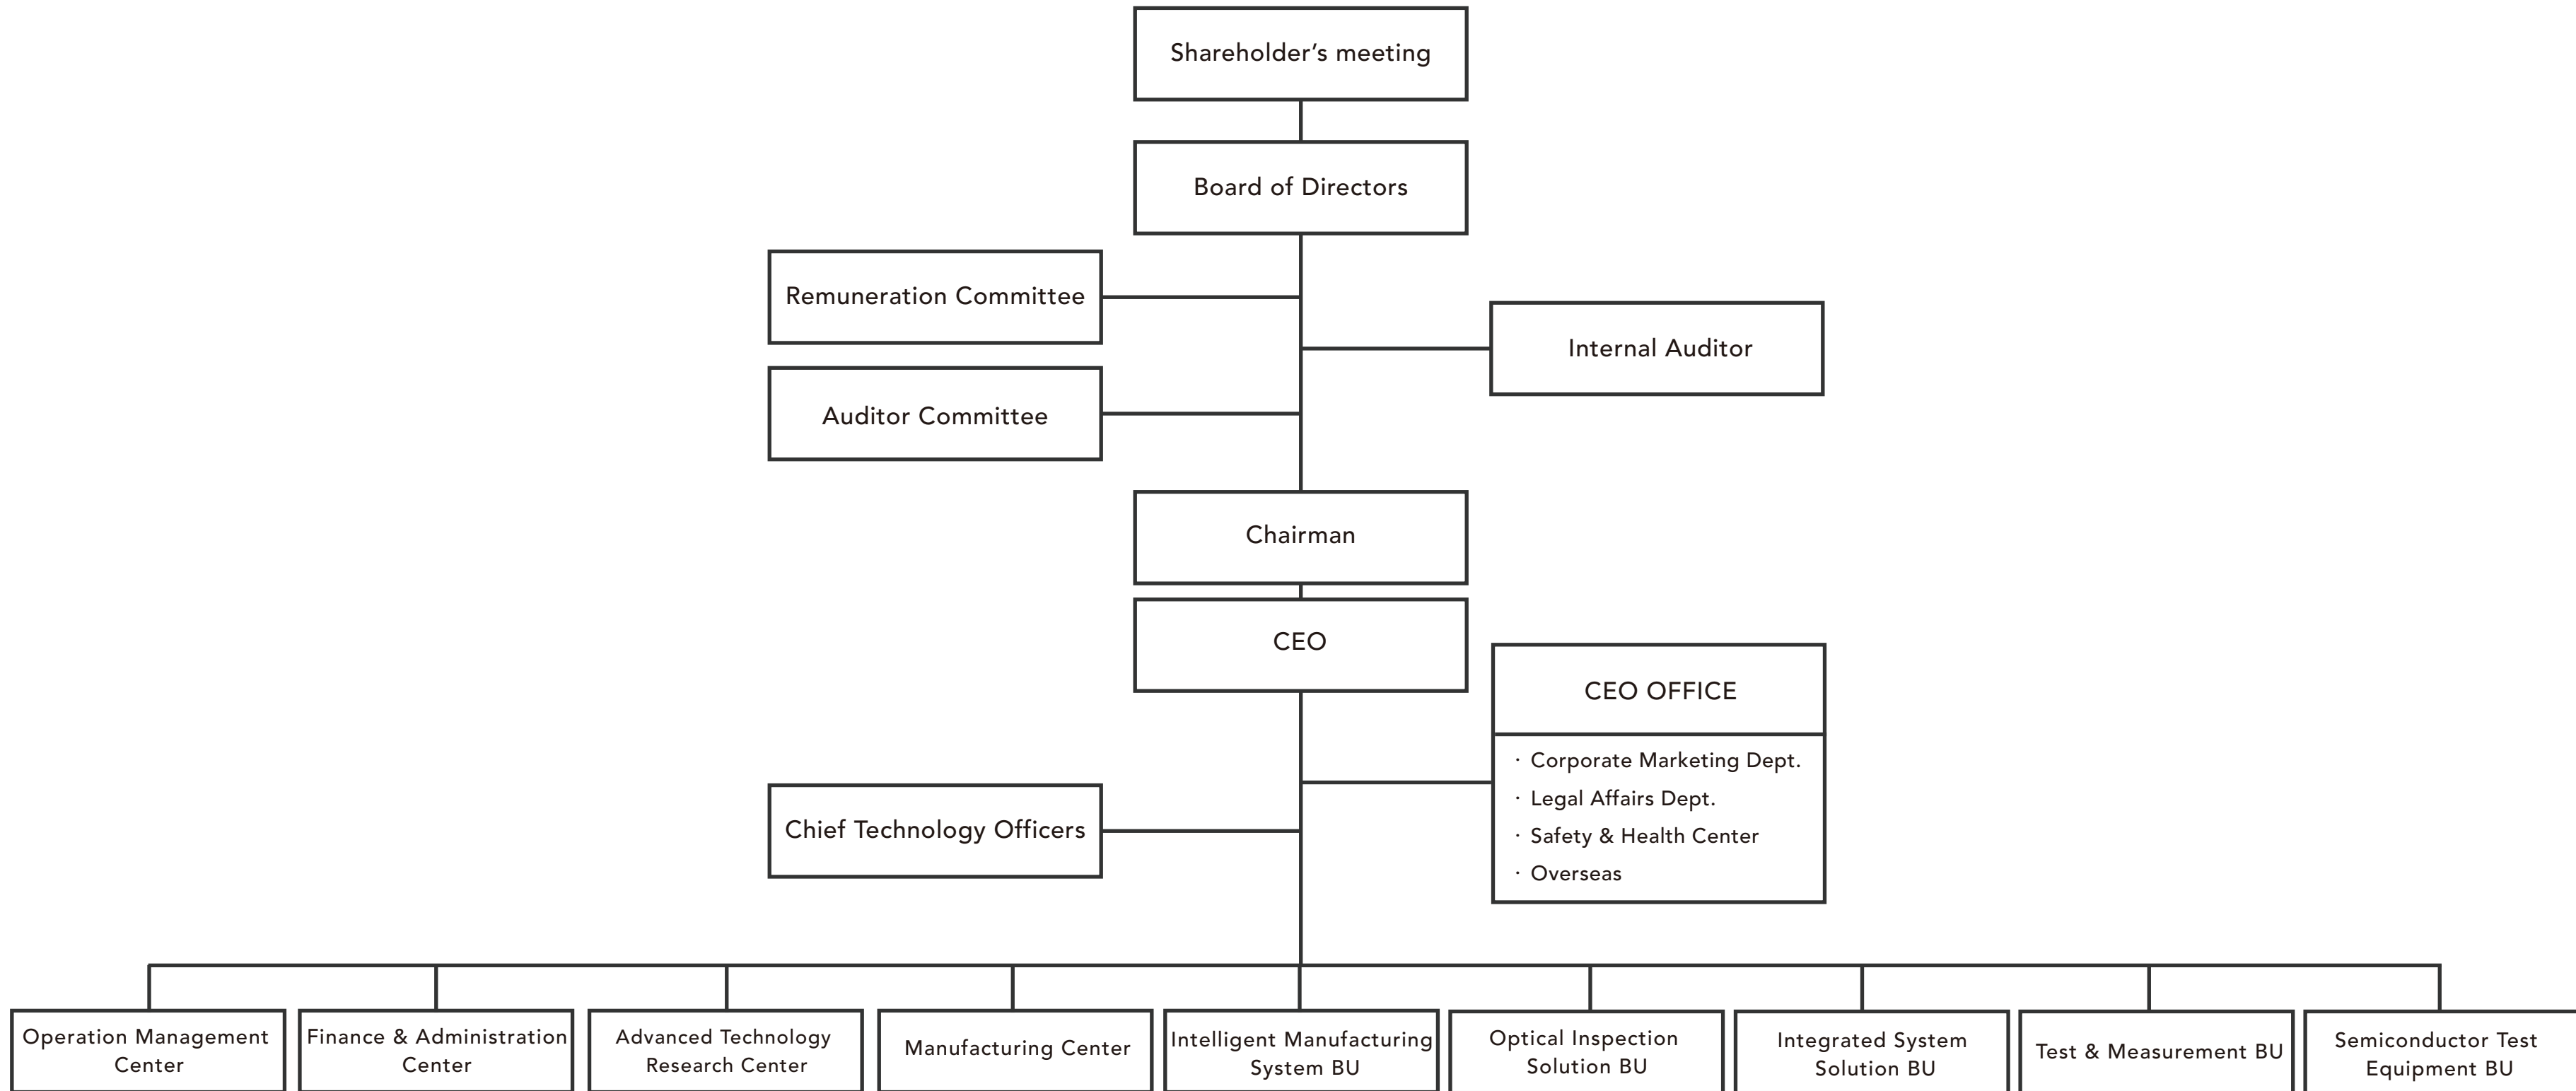 Shareholder’s meeting
Board of Directors
Remuneration Committee
Internal Auditor
Auditor Committee
Chairman
CEO
CEO OFFICE
· Corporate Marketing Dept.
· Legal Affairs Dept.
· Safety & Health Center
· Overseas
Chief Technology Officers
Operation Management
Center
Finance & Administration
Center
Advanced Technology
Research Center
Manufacturing Center
Intelligent Manufacturing
System BU
Optical Inspection
Solution BU
Integrated System
Solution BU
Test & Measurement BU
Semiconductor Test
Equipment BU